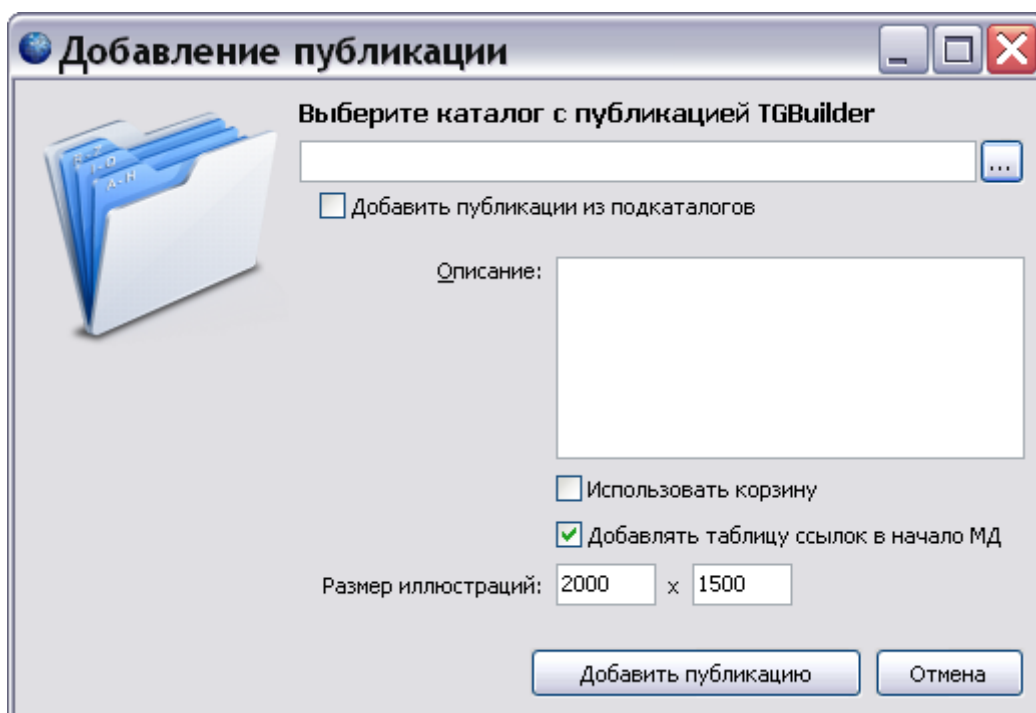 Добавление публикации
Выберите каталог с публикацией TGBuilder
...
Добавить публикации из подкаталогов
R-Z
I-Q
A-H
Описание:
Использовать корзину
Добавлять таблицу ссылок в начало МД
Размер иллюстраций: 2000 x 1500
Добавить публикацию Отмена